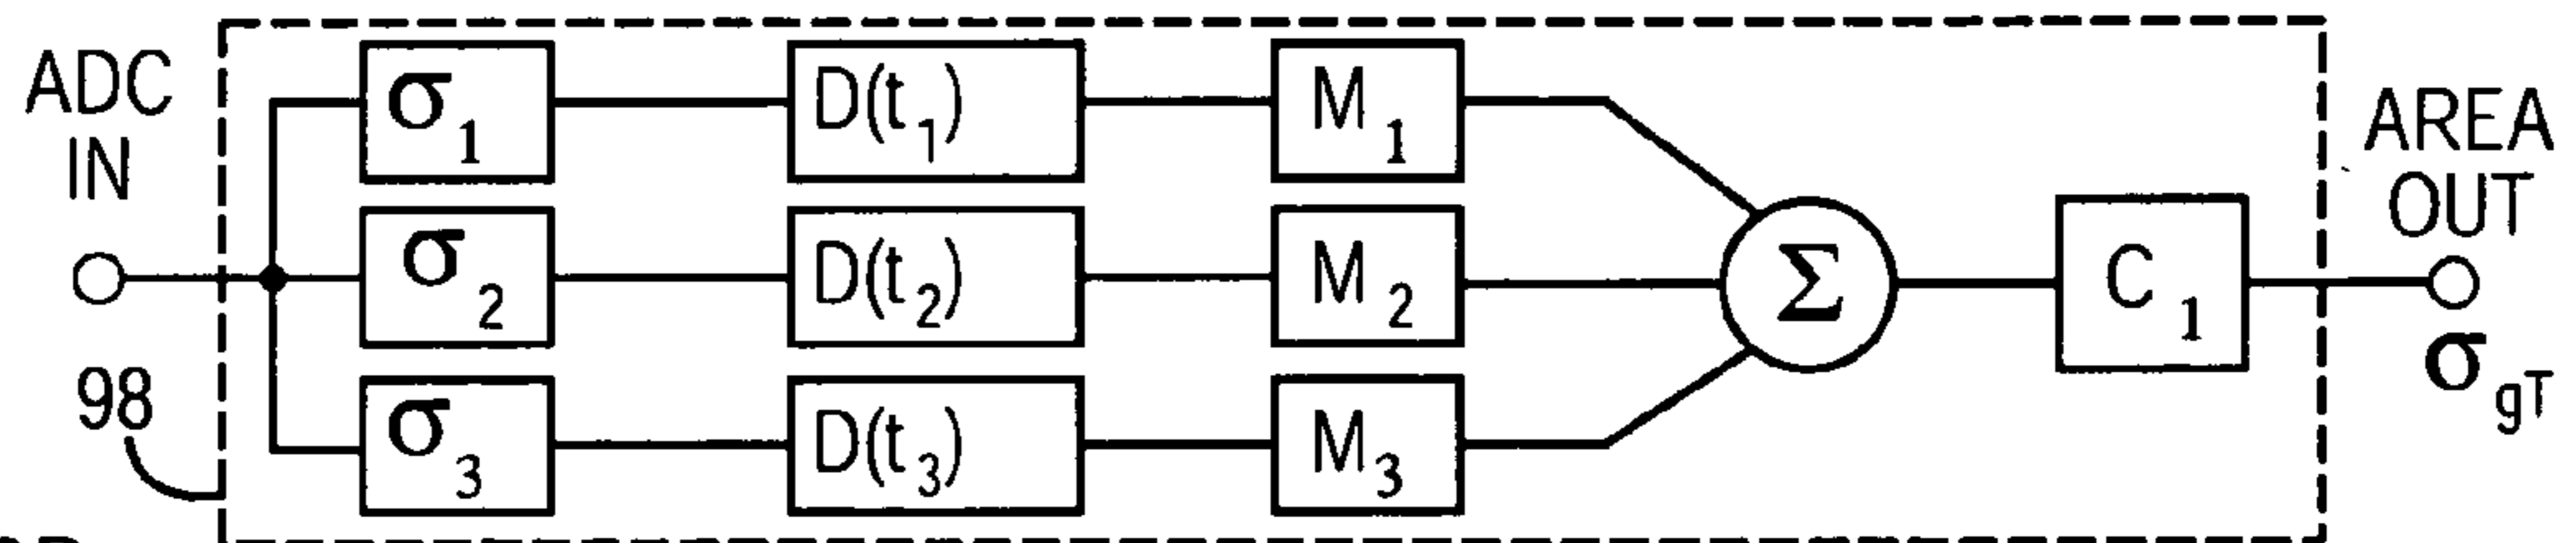 ADC
IN
98
σ1
D(t1)
M1
σ2
D(t2)
M2
σ3
D(t3)
M3
Σ
C1
AREA
OUT
σgT